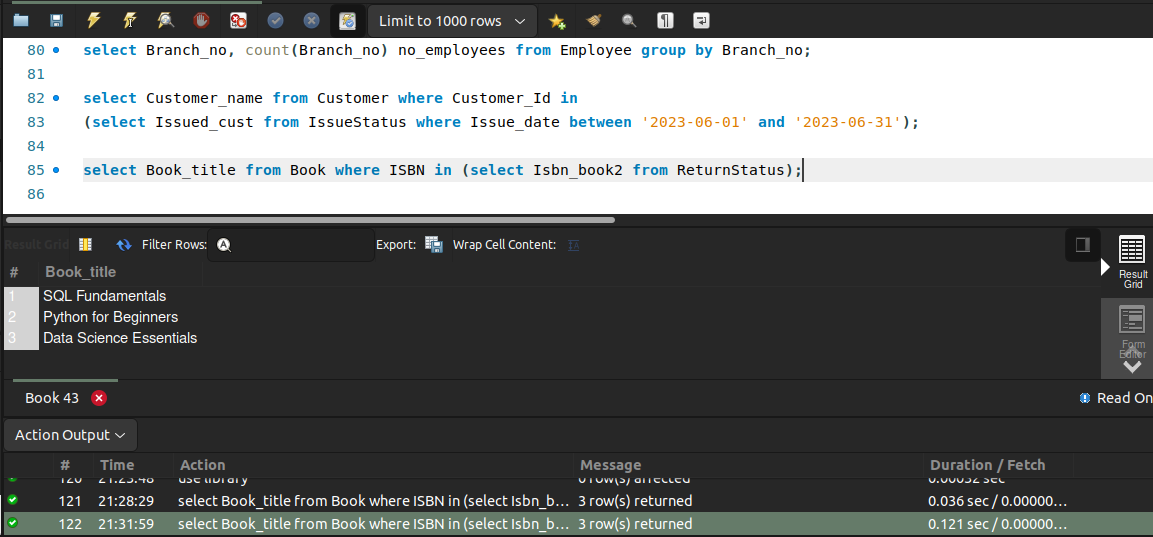 Limit to 1000 rows
80 select Branch_no, count(Branch_no) no_employees from Employee group by Branch_no;
81
82 select Customer_name from Customer where Customer_Id in
83 (select Issued_cust from IssueStatus where Issue_date between '2023-06-01' and '2023-06-31');
84
85 select Book_title from Book where ISBN in (select Isbn_book2 from ReturnStatus);
86
Result Grid Filter Rows: Export: Wrap Cell Content:
# Book_title
1 SQL Fundamentals
2 Python for Beginners
3 Data Science Essentials
Result
Grid
Form
Editor
Book 43 Read On
Action Output
# Time Action Message Duration / Fetch
120 21:23:48 use library 0 row(s) affected 0.00032 sec
121 21:28:29 select Book_title from Book where ISBN in (select Isbn_b... 3 row(s) returned 0.036 sec / 0.00000...
122 21:31:59 select Book_title from Book where ISBN in (select Isbn_b... 3 row(s) returned 0.121 sec / 0.00000...